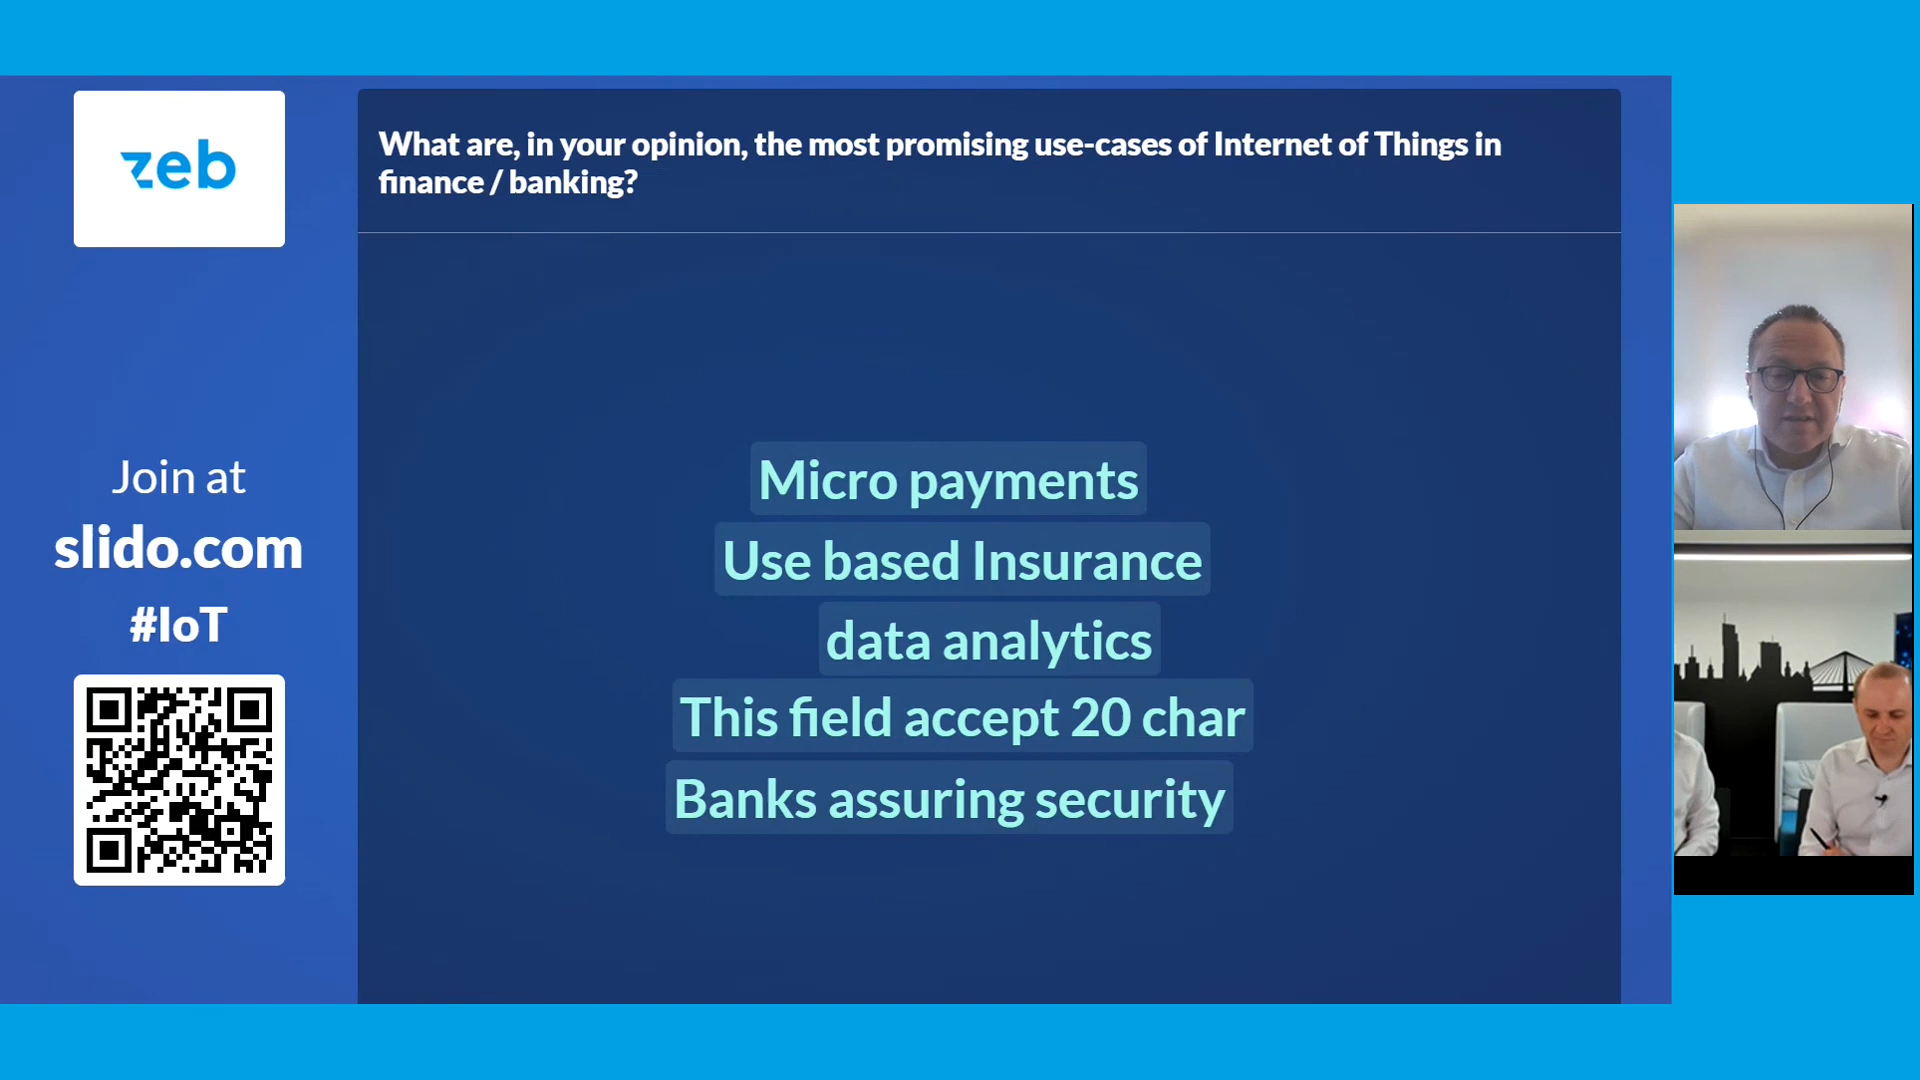 zeb
What are, in your opinion, the most promising use-cases of Internet of Things in
finance / banking?
Join at
slido.com
#IoT
Micro payments
Use based Insurance
data analytics
This field accept 20 char
Banks assuring security